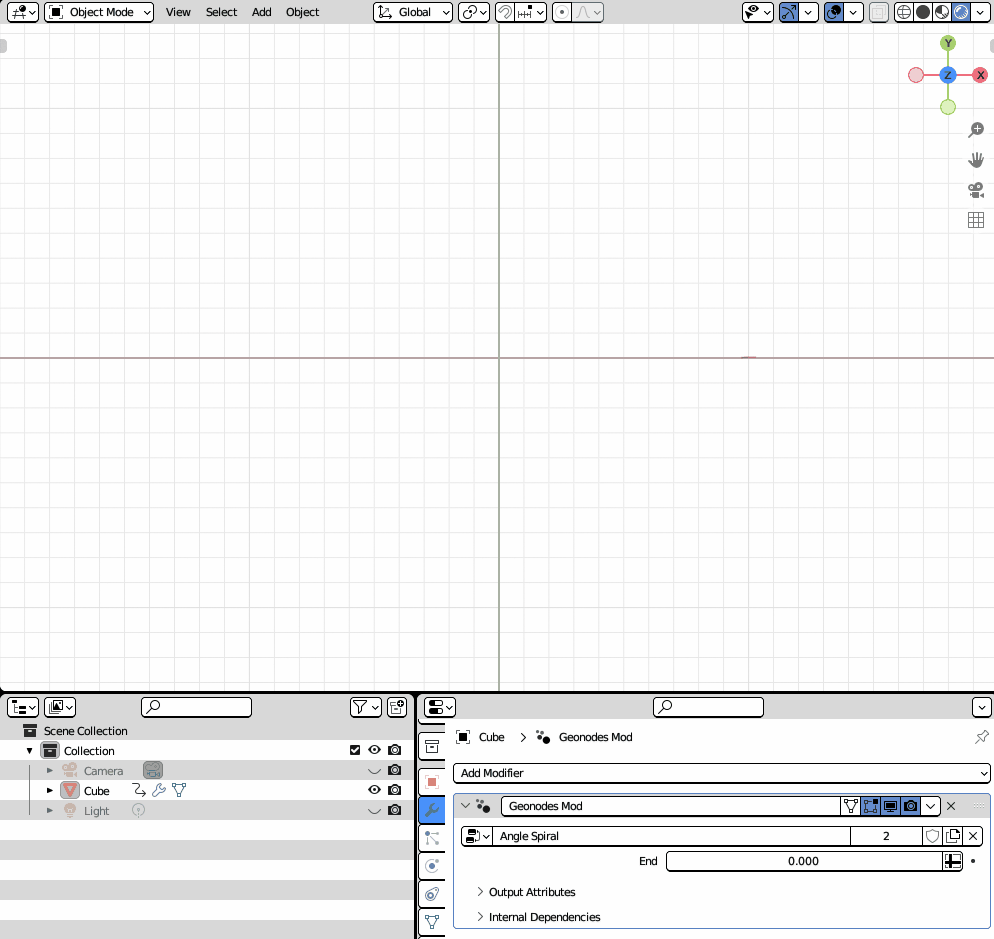 Object Mode View Select Add Object Global
Y
Z X
Scene Collection
Collection
Camera
Cube
Light
Cube > Geonodes Mod
Add Modifier
Geonodes Mod
Angle Spiral 2
End 0.000
Output Attributes
Internal Dependencies